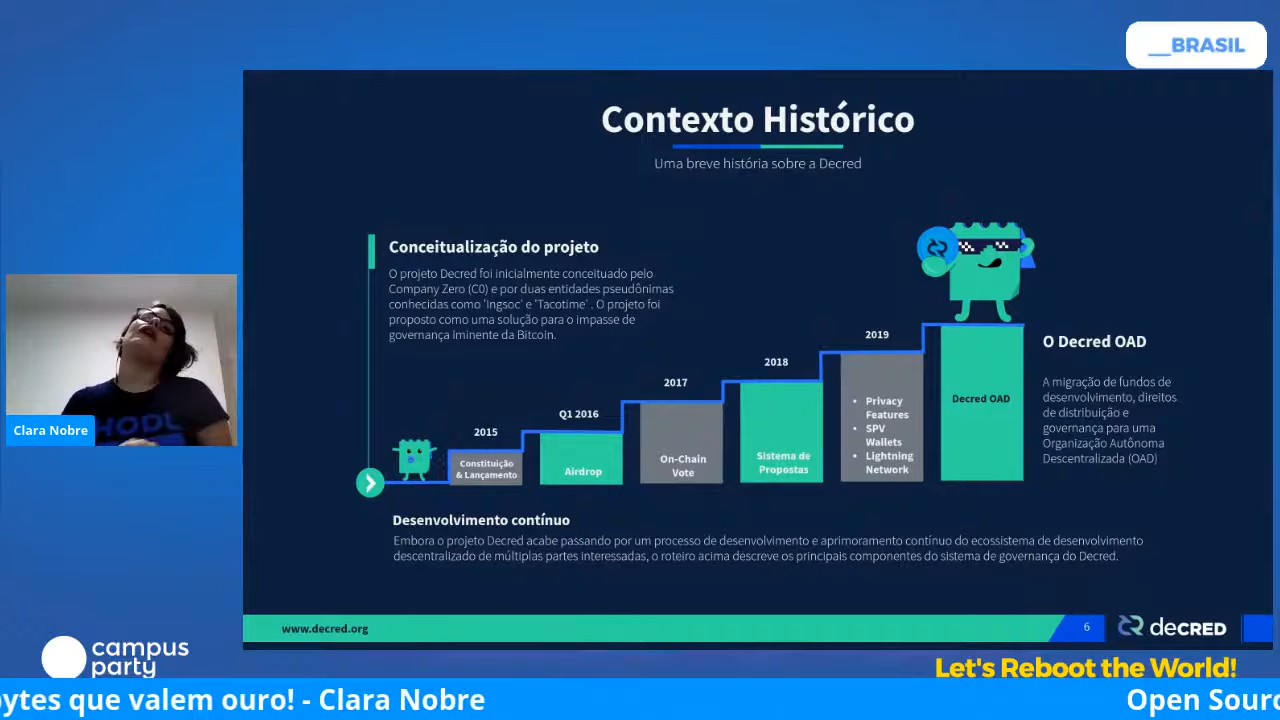 __BRASIL
Contexto Histórico
Uma breve história sobre a Decred
Conceitualização do projeto
O projeto Decred foi inicialmente conceituado pelo
Company Zero (C0) e por duas entidades pseudônimas
conhecidas como 'Ingsoc' e 'Tacotime' . O projeto foi
proposto como uma solução para o impasse de
governança iminente da Bitcoin.
2015
Constituição
& Lançamento
Q1 2016
Airdrop
2017
On-Chain
Vote
2018
Sistema de
Propostas
2019
• Privacy
Features
• SPV
Wallets
• Lightning
Network
Decred OAD
O Decred OAD
A migração de fundos de
desenvolvimento, direitos
de distribuição e
governança para uma
Organização Autônoma
Descentralizada (OAD)
Desenvolvimento contínuo
Embora o projeto Decred acabe passando por um processo de desenvolvimento e aprimoramento contínuo do ecossistema de desenvolvimento
descentralizado de múltiplas partes interessadas, o roteiro acima descreve os principais componentes do sistema de governança do Decred.
www.decred.org
6
decred
HODL
Clara Nobre
campus
party
Let's Reboot the World!
bytes que valem ouro! - Clara Nobre
Open Sourc